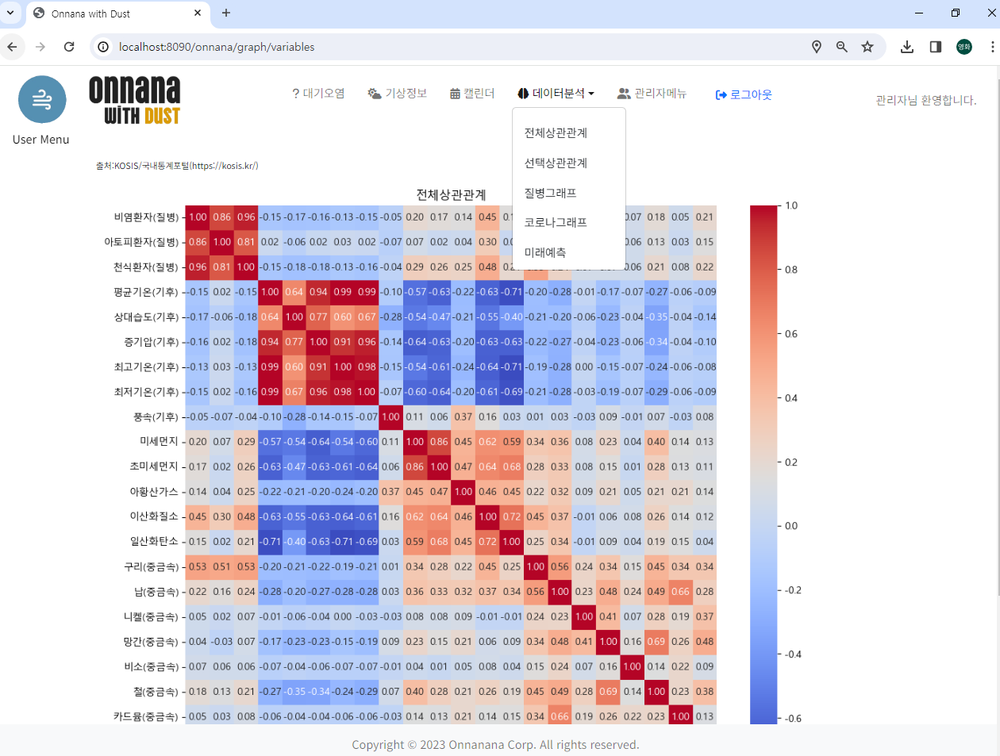 Onnana with Dust
localhost:8090/onnana/graph/variables
영화
onnana
WITH DUST
? 대기오염 기상정보 캘린더 데이터분석 관리자메뉴 로그아웃
관리자님 환영합니다.
User Menu
전체상관관계
선택상관관계
질병그래프
코로나그래프
미래예측
출처:KOSIS/국내통계포털(https://kosis.kr/)
전체상관관계
비염환자(질병) 1.00 0.86 0.96 -0.15 -0.17 -0.16 -0.13 -0.15 -0.05 0.20 0.17 0.14 0.45 0.07 0.18 0.05 0.21
아토피환자(질병) 0.86 1.00 0.81 0.02 -0.06 0.02 0.03 0.02 -0.07 0.07 0.02 0.04 0.30 0.06 0.13 0.03 0.15
천식환자(질병) 0.96 0.81 1.00 -0.15 -0.18 -0.18 -0.13 -0.16 -0.04 0.29 0.26 0.25 0.48 0.06 0.21 0.08 0.22
평균기온(기후) -0.15 0.02 -0.15 1.00 0.64 0.94 0.99 0.99 -0.10 -0.57 -0.63 -0.22 -0.63 -0.71 -0.20 -0.28 -0.01 -0.17 -0.07 -0.27 -0.06 -0.09
상대습도(기후) -0.17 -0.06 -0.18 0.64 1.00 0.77 0.60 0.67 -0.28 -0.54 -0.47 -0.21 -0.55 -0.40 -0.21 -0.20 -0.06 -0.23 -0.04 -0.35 -0.04 -0.14
증기압(기후) -0.16 0.02 -0.18 0.94 0.77 1.00 0.91 0.96 -0.14 -0.64 -0.63 -0.20 -0.63 -0.63 -0.22 -0.27 -0.04 -0.23 -0.06 -0.34 -0.04 -0.10
최고기온(기후) -0.13 0.03 -0.13 0.99 0.60 0.91 1.00 0.98 -0.15 -0.54 -0.61 -0.24 -0.64 -0.71 -0.19 -0.28 0.00 -0.15 -0.07 -0.24 -0.06 -0.08
최저기온(기후) -0.15 0.02 -0.16 0.99 0.67 0.96 0.98 1.00 -0.07 -0.60 -0.64 -0.20 -0.61 -0.69 -0.21 -0.28 -0.03 -0.19 -0.07 -0.29 -0.06 -0.09
풍속(기후) -0.05 -0.07 -0.04 -0.10 -0.28 -0.14 -0.15 -0.07 1.00 0.11 0.06 0.37 0.16 0.03 0.01 0.03 -0.03 0.09 -0.01 0.07 -0.03 0.08
미세먼지 0.20 0.07 0.29 -0.57 -0.54 -0.64 -0.54 -0.60 0.11 1.00 0.86 0.45 0.62 0.59 0.34 0.36 0.08 0.23 0.04 0.40 0.14 0.13
초미세먼지 0.17 0.02 0.26 -0.63 -0.47 -0.63 -0.61 -0.64 0.06 0.86 1.00 0.47 0.64 0.68 0.28 0.33 0.08 0.15 0.01 0.28 0.13 0.11
아황산가스 0.14 0.04 0.25 -0.22 -0.21 -0.20 -0.24 -0.20 0.37 0.45 0.47 1.00 0.46 0.45 0.22 0.32 0.09 0.21 0.05 0.21 0.21 0.14
이산화질소 0.45 0.30 0.48 -0.63 -0.55 -0.63 -0.64 -0.61 0.16 0.62 0.64 0.46 1.00 0.72 0.45 0.37 -0.01 0.06 0.08 0.26 0.14 0.12
일산화탄소 0.15 0.02 0.21 -0.71 -0.40 -0.63 -0.71 -0.69 0.03 0.59 0.68 0.45 0.72 1.00 0.25 0.34 -0.01 0.09 0.04 0.19 0.15 0.04
구리(중금속) 0.53 0.51 0.53 -0.20 -0.21 -0.22 -0.19 -0.21 0.01 0.34 0.28 0.22 0.45 0.25 1.00 0.56 0.24 0.34 0.15 0.45 0.34 0.34
납(중금속) 0.22 0.16 0.24 -0.28 -0.20 -0.27 -0.28 -0.28 0.03 0.36 0.33 0.32 0.37 0.34 0.56 1.00 0.23 0.48 0.24 0.49 0.66 0.28
니켈(중금속) 0.05 0.02 0.07 -0.01 -0.06 -0.04 0.00 -0.03 -0.03 0.08 0.08 0.09 -0.01 -0.01 0.24 0.23 1.00 0.41 0.07 0.28 0.19 0.37
망간(중금속) 0.04 -0.03 0.07 -0.17 -0.23 -0.23 -0.15 -0.19 0.09 0.23 0.15 0.21 0.06 0.09 0.34 0.48 0.41 1.00 0.16 0.69 0.26 0.48
비소(중금속) 0.07 0.06 0.06 -0.07 -0.04 -0.06 -0.07 -0.07 -0.01 0.04 0.01 0.05 0.08 0.04 0.15 0.24 0.07 0.16 1.00 0.14 0.22 0.09
철(중금속) 0.18 0.13 0.21 -0.27 -0.35 -0.34 -0.24 -0.29 0.07 0.40 0.28 0.21 0.26 0.19 0.45 0.49 0.28 0.69 0.14 1.00 0.23 0.38
카드뮴(중금속) 0.05 0.03 0.08 -0.06 -0.04 -0.04 -0.06 -0.06 -0.03 0.14 0.13 0.21 0.14 0.15 0.34 0.66 0.19 0.26 0.22 0.23 1.00 0.13
1.0
0.8
0.6
0.4
0.2
0.0
-0.2
-0.4
-0.6
Copyright © 2023 Onnanana Corp. All rights reserved.